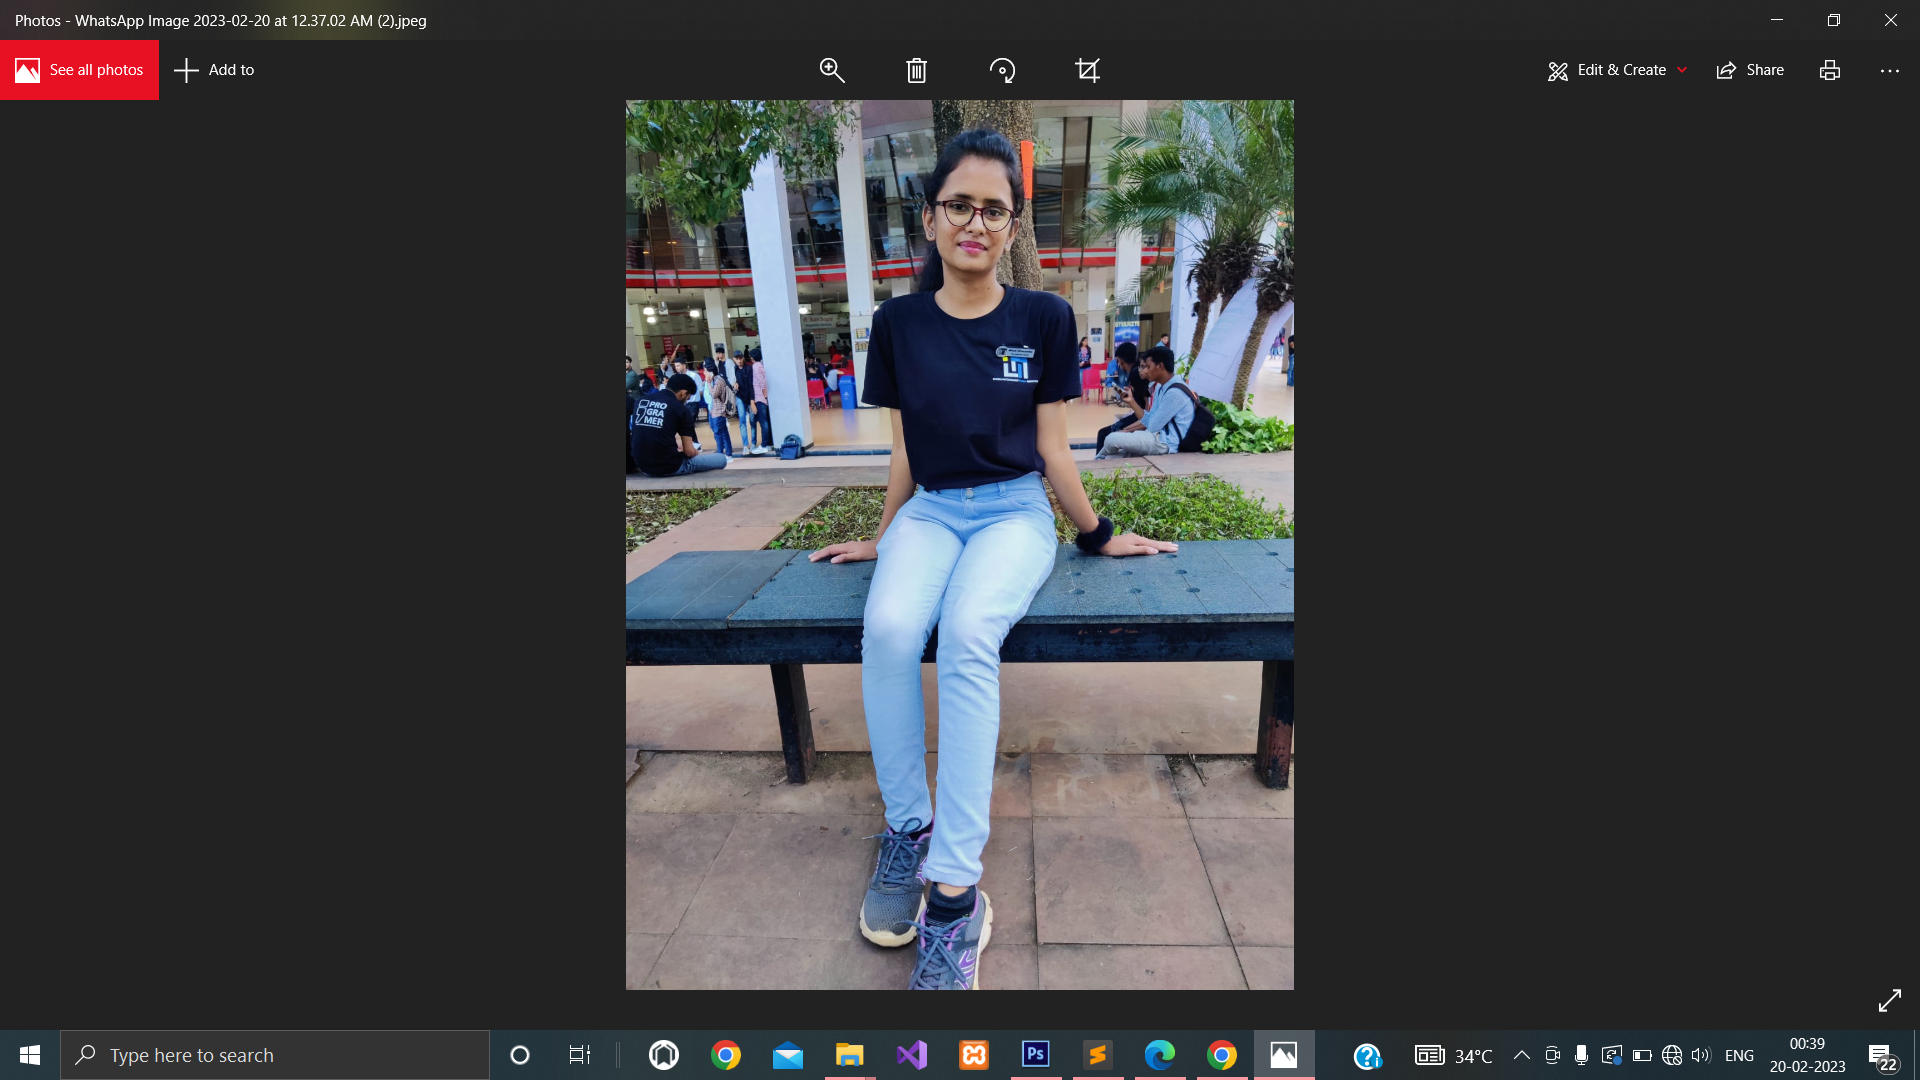 Photos - WhatsApp Image 2023-02-20 at 12.37.02 AM (2).jpeg
See all photos
Add to
Edit & Create
Share
PRO
GRA
MER
Type here to search
Ps
34°C
ENG
00:39
20-02-2023
22